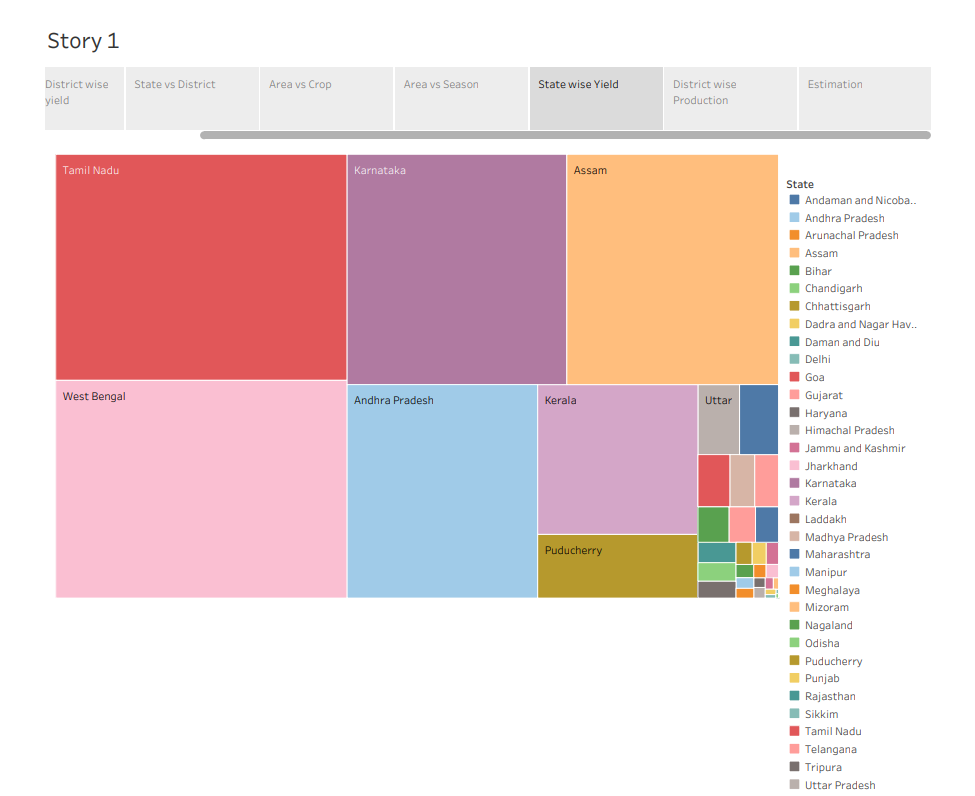 Story 1
District wise
yield
State vs District
Area vs Crop
Area vs Season
State wise Yield
District wise
Production
Estimation
Tamil Nadu
Karnataka
Assam
West Bengal
Andhra Pradesh
Kerala
Uttar
Puducherry
State
Andaman and Nicoba..
Andhra Pradesh
Arunachal Pradesh
Assam
Bihar
Chandigarh
Chhattisgarh
Dadra and Nagar Hav..
Daman and Diu
Delhi
Goa
Gujarat
Haryana
Himachal Pradesh
Jammu and Kashmir
Jharkhand
Karnataka
Kerala
Laddakh
Madhya Pradesh
Maharashtra
Manipur
Meghalaya
Mizoram
Nagaland
Odisha
Puducherry
Punjab
Rajasthan
Sikkim
Tamil Nadu
Telangana
Tripura
Uttar Pradesh